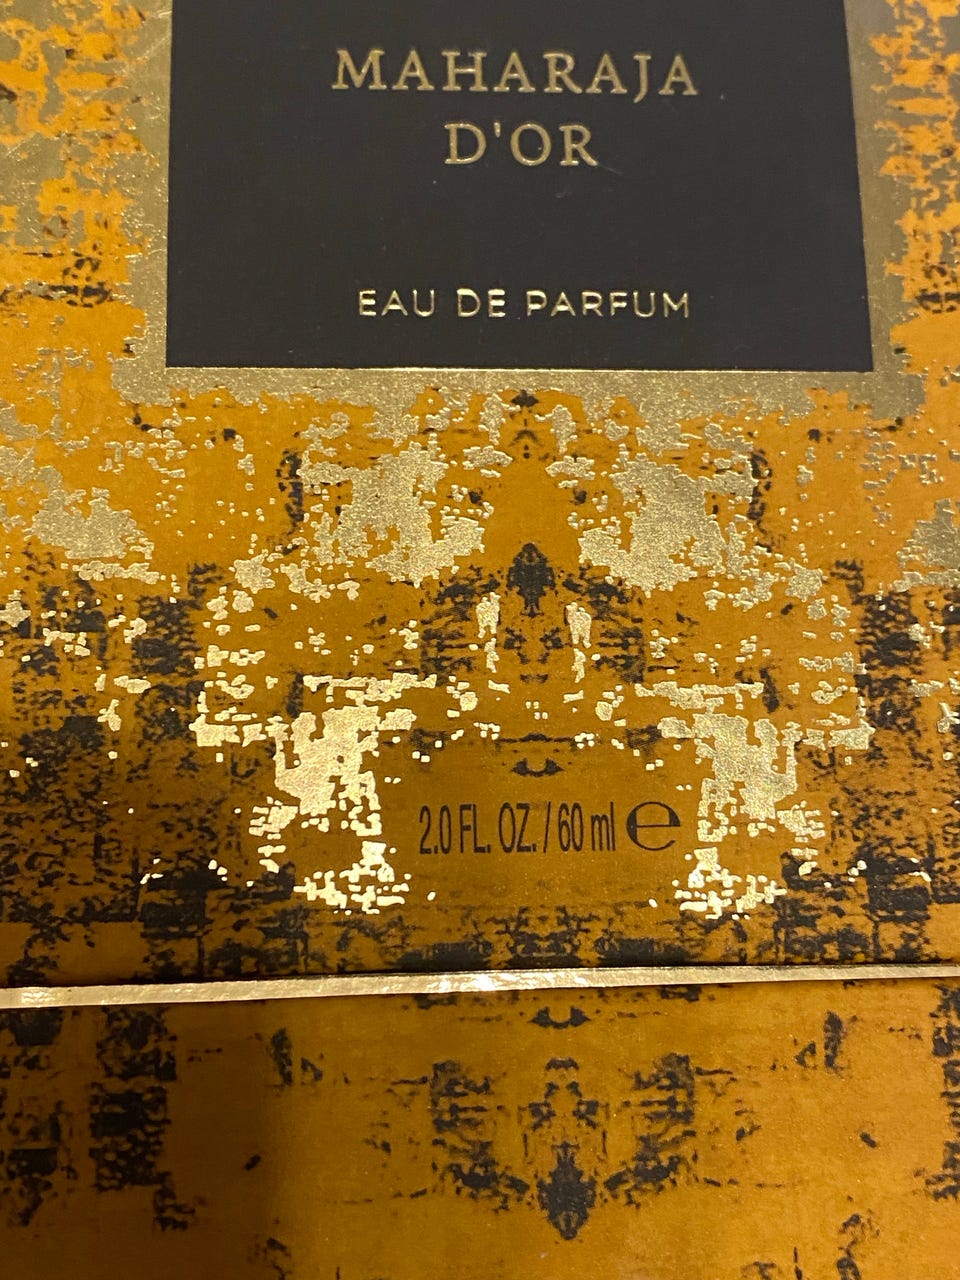 MAHARAJA
D'OR
EAU DE PARFUM
2.0 FL. OZ. / 60 ml ℮